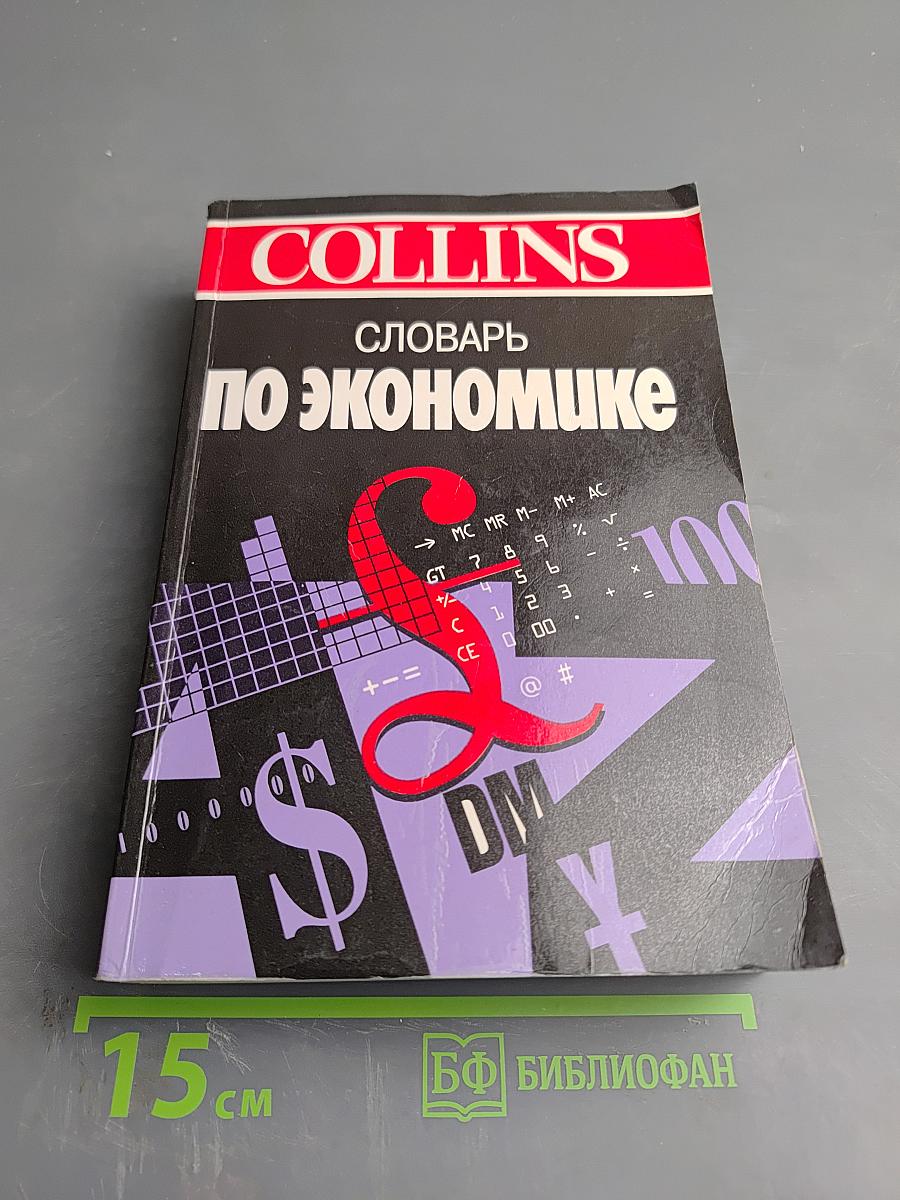 COLLINS
СЛОВАРЬ
ПО ЭКОНОМИКЕ
£
→ MC MR M- M+ AC
GT 7 8 9 % √
+/- 4 5 6 - ÷
C 1 2 3 + ×
CE 0 00 . =
100
+-=
@ #
1000000
$
DM
¥
15 см
БФ БИБЛИОФАН